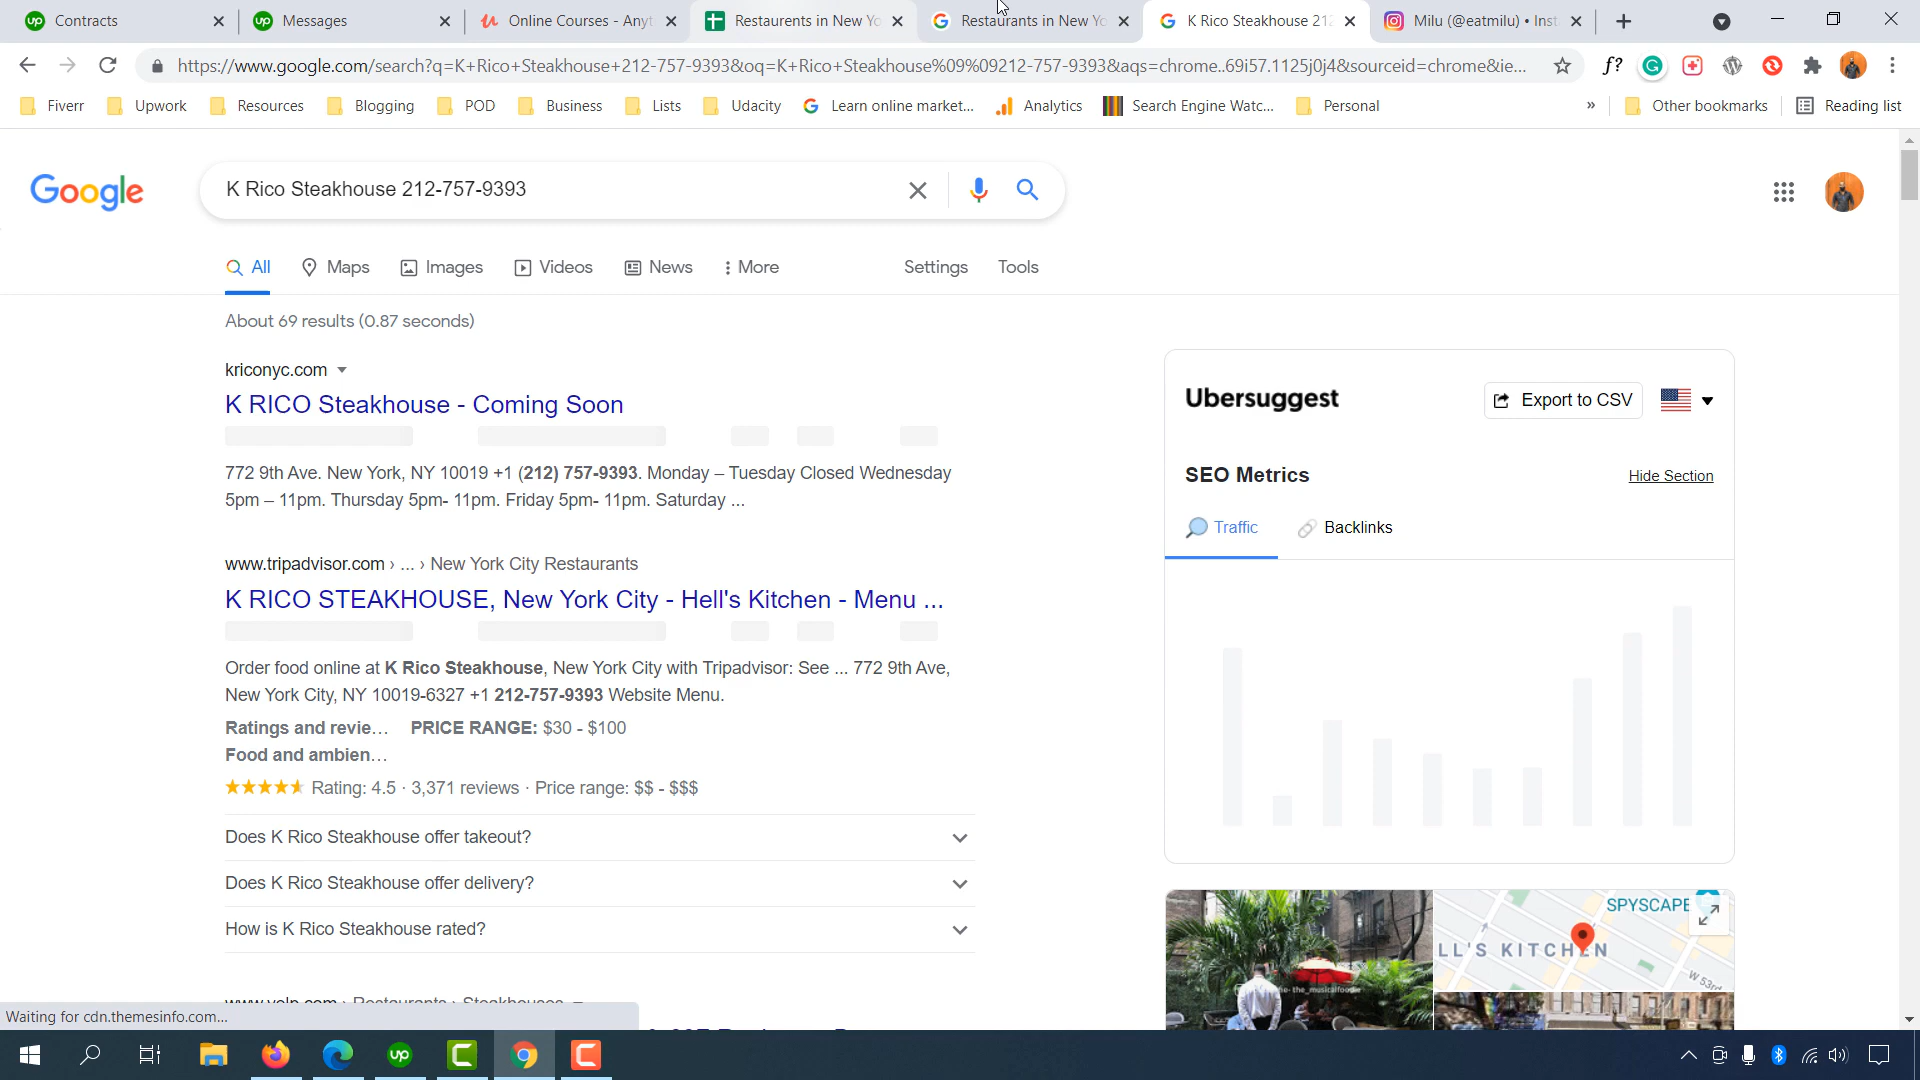 Contracts
Messages
Online Courses - Anyt
Restaurents in New Yo
Restaurants in New Yo
K Rico Steakhouse 212
Milu (@eatmilu) • Inst
https://www.google.com/search?q=K+Rico+Steakhouse+212-757-9393&oq=K+Rico+Steakhouse%09%09212-757-9393&aqs=chrome..69i57.1125j0j4&sourceid=chrome&ie...
Fiverr
Upwork
Resources
Blogging
POD
Business
Lists
Udacity
Learn online market...
Analytics
Search Engine Watc...
Personal
»
Other bookmarks
Reading list
Google
K Rico Steakhouse 212-757-9393
All
Maps
Images
Videos
News
More
Settings
Tools
About 69 results (0.87 seconds)
kriconyc.com
K RICO Steakhouse - Coming Soon
772 9th Ave. New York, NY 10019 +1 (212) 757-9393. Monday – Tuesday Closed Wednesday
5pm – 11pm. Thursday 5pm- 11pm. Friday 5pm- 11pm. Saturday ...
www.tripadvisor.com › ... › New York City Restaurants
K RICO STEAKHOUSE, New York City - Hell's Kitchen - Menu ...
Order food online at K Rico Steakhouse, New York City with Tripadvisor: See ... 772 9th Ave,
New York City, NY 10019-6327 +1 212-757-9393 Website Menu.
Ratings and revie... PRICE RANGE: $30 - $100
Food and ambien...
Rating: 4.5 · 3,371 reviews · Price range: $$ - $$$
Does K Rico Steakhouse offer takeout?
Does K Rico Steakhouse offer delivery?
How is K Rico Steakhouse rated?
www.yelp.com › Restaurants › Steakhouses
Waiting for cdn.themesinfo.com...
Ubersuggest
Export to CSV
SEO Metrics
Hide Section
Traffic
Backlinks
SPYSCAPE
LL'S KITCHEN
W 53rd